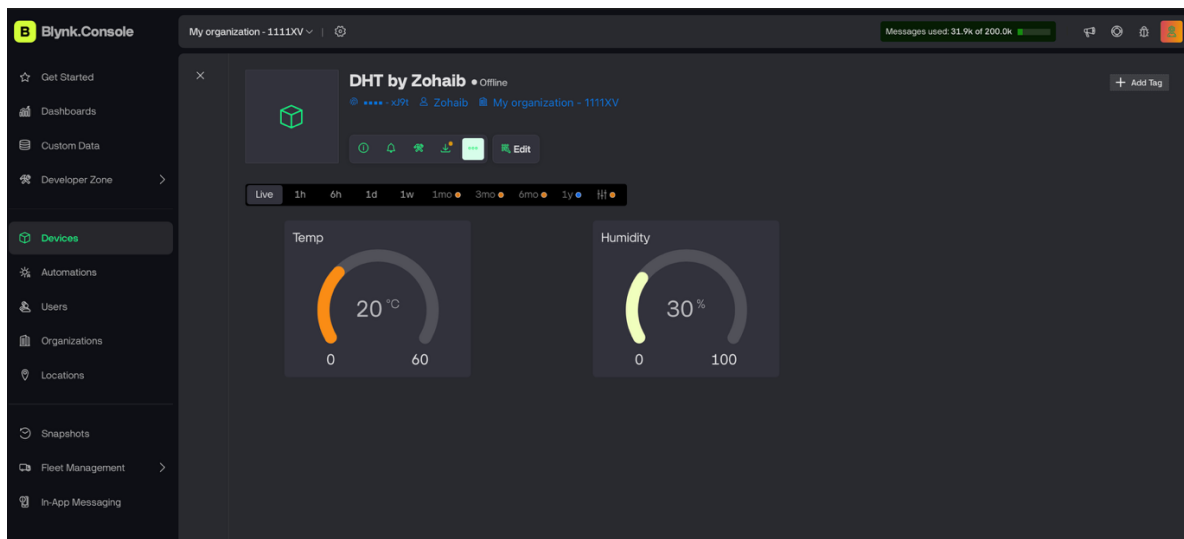 B Blynk.Console
My organization - 1111XV
Messages used: 31.9k of 200.0k
Get Started
Dashboards
Custom Data
Developer Zone
Devices
Automations
Users
Organizations
Locations
Snapshots
Fleet Management
In-App Messaging
DHT by Zohaib • Offline
•••• - xJ9t Zohaib My organization - 1111XV
+ Add Tag
Edit
Live 1h 6h 1d 1w 1mo 3mo 6mo 1y
Temp
20 °C
0 60
Humidity
30 %
0 100